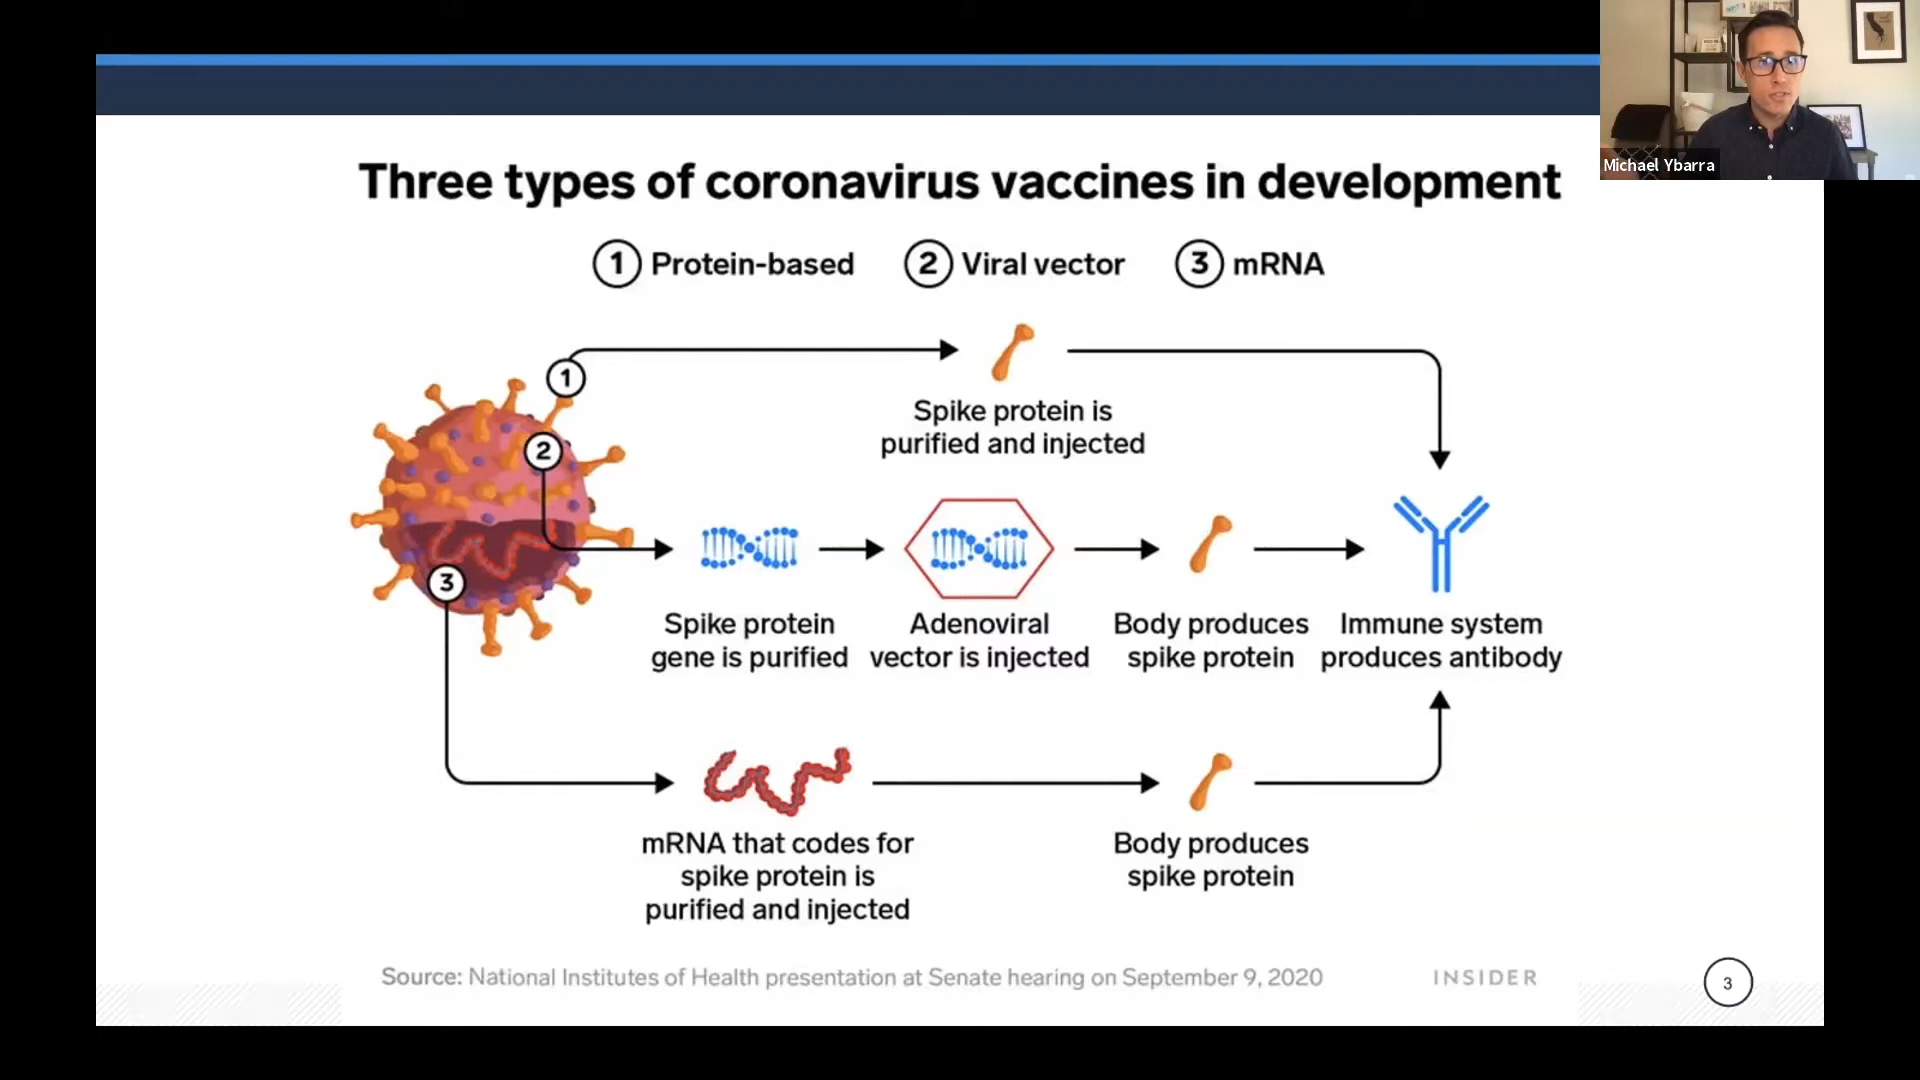 Michael Ybarra
Three types of coronavirus vaccines in development
1 Protein-based 2 Viral vector 3 mRNA
1
Spike protein is
purified and injected
2
Spike protein
gene is purified
Adenoviral
vector is injected
Body produces
spike protein
Immune system
produces antibody
3
mRNA that codes for
spike protein is
purified and injected
Body produces
spike protein
Source: National Institutes of Health presentation at Senate hearing on September 9, 2020
INSIDER
3